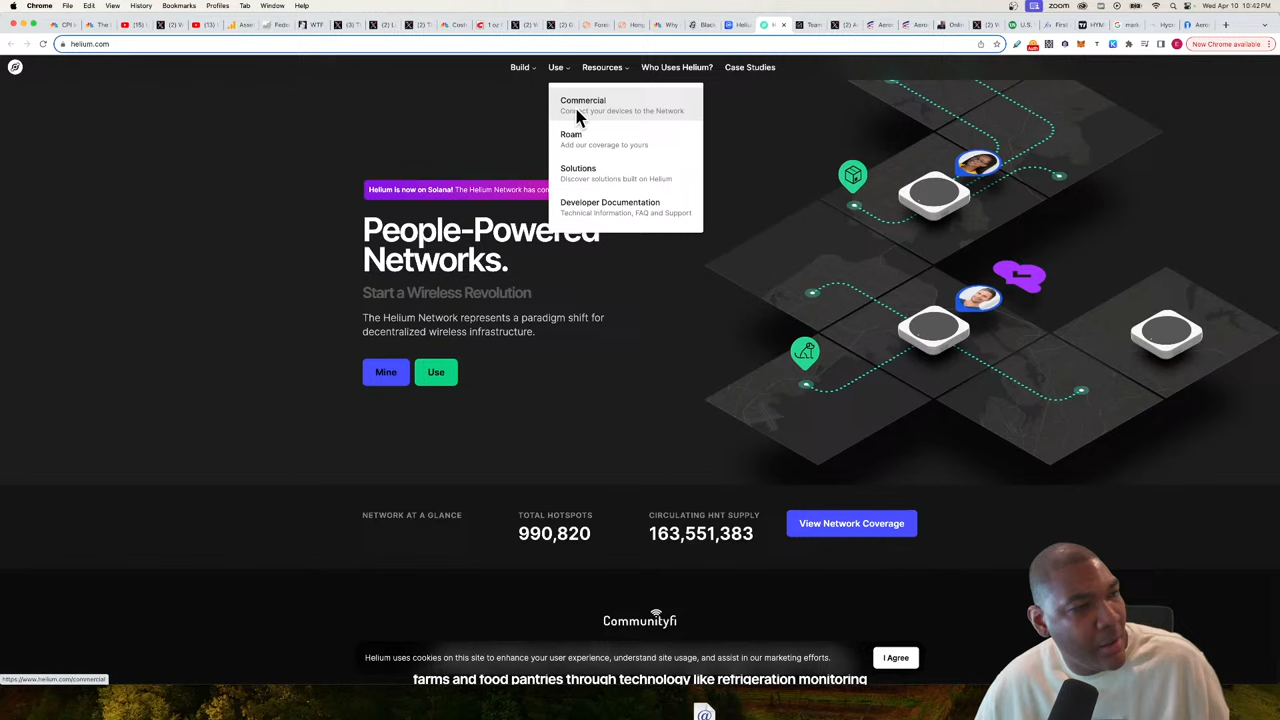 Chrome File Edit View History Bookmarks Profiles Tab Window Help
zoom Wed Apr 10 10:42 PM
helium.com
New Chrome available
Build Use Resources Who Uses Helium? Case Studies
Commercial
Connect your devices to the Network
Roam
Add our coverage to yours
Solutions
Discover solutions built on Helium
Developer Documentation
Technical Information, FAQ and Support
Helium is now on Solana! The Helium Network has
People-Powered
Networks.
Start a Wireless Revolution
The Helium Network represents a paradigm shift for
decentralized wireless infrastructure.
Mine Use
NETWORK AT A GLANCE
TOTAL HOTSPOTS
990,820
CIRCULATING HNT SUPPLY
163,551,383
View Network Coverage
Communityfi
Helium uses cookies on this site to enhance your user experience, understand site usage, and assist in our marketing efforts.
I Agree
farms and food pantries through technology like refrigeration monitoring
https://www.helium.com/commercial